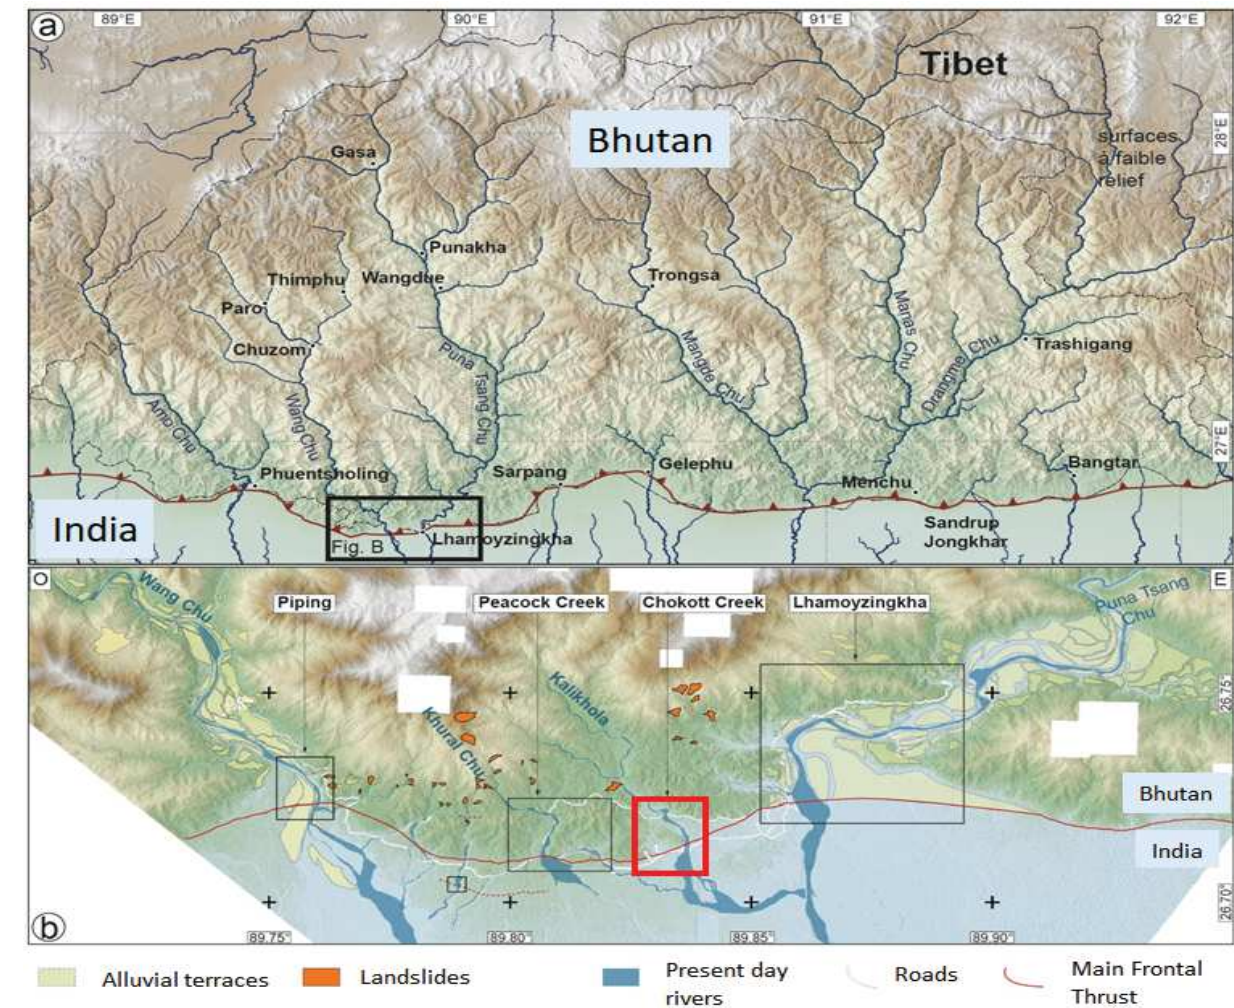 a
89°E
90°E
91°E
92°E
Tibet
Bhutan
28°E
surfaces
à faible
relief
Gasa
Punakha
Thimphu
Wangdue
Trongsa
Paro
Chuzom
Trashigang
Puna Tsang Chu
Mangde Chu
Manas Chu
Drangme Chu
Amo Chu
Wang Chu
27°E
Phuentsholing
Sarpang
Gelephu
Bangtar
Menchu
India
Fig. B
Lhamoyzingkha
Sandrup
Jongkhar
O
E
Wang Chu
Piping
Peacock Creek
Chokott Creek
Lhamoyzingkha
Puna Tsang
Chu
26.75°
Kalikhola
Khural Chu
Bhutan
India
26.70°
b
89.75°
89.80°
89.85°
89.90°
Alluvial terraces
Landslides
Present day
rivers
Roads
Main Frontal
Thrust